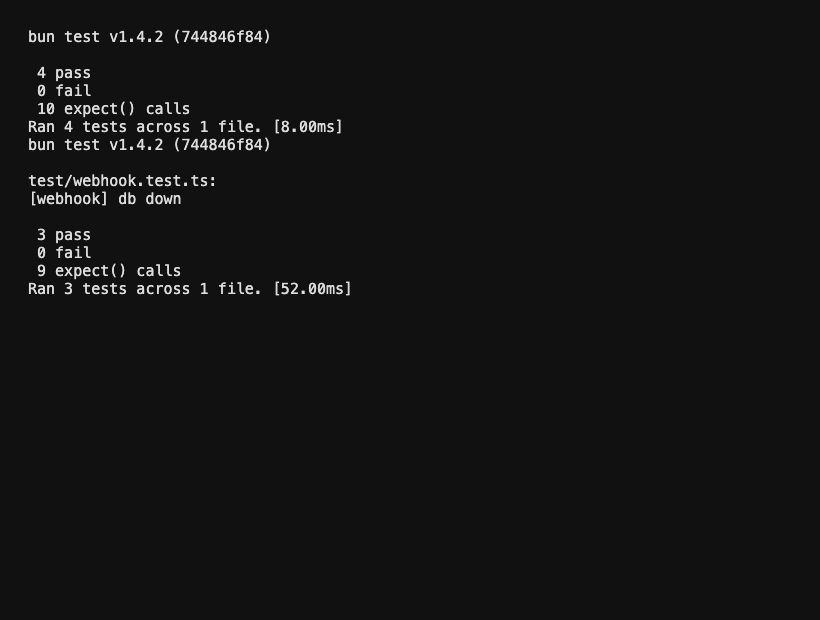 bun test v1.4.2 (744846f84)
4 pass
0 fail
10 expect() calls
Ran 4 tests across 1 file. [8.00ms]
bun test v1.4.2 (744846f84)
test/webhook.test.ts:
[webhook] db down
3 pass
0 fail
9 expect() calls
Ran 3 tests across 1 file. [52.00ms]